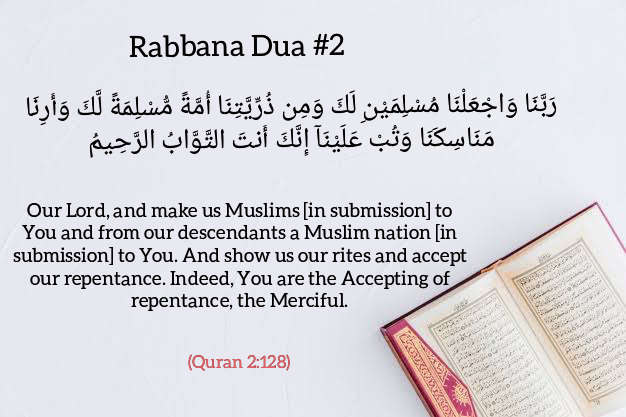 Rabbana Dua #2
رَبَّنَا وَاجْعَلْنَا مُسْلِمَيْنِ لَكَ وَمِن ذُرِّيَّتِنَا أُمَّةً مُّسْلِمَةً لَّكَ وَأَرِنَا
مَنَاسِكَنَا وَتُبْ عَلَيْنَآ إِنَّكَ أَنتَ التَّوَّابُ الرَّحِيمُ
Our Lord, and make us Muslims [in submission] to
You and from our descendants a Muslim nation [in
submission] to You. And show us our rites and accept
our repentance. Indeed, You are the Accepting of
repentance, the Merciful.
(Quran 2:128)